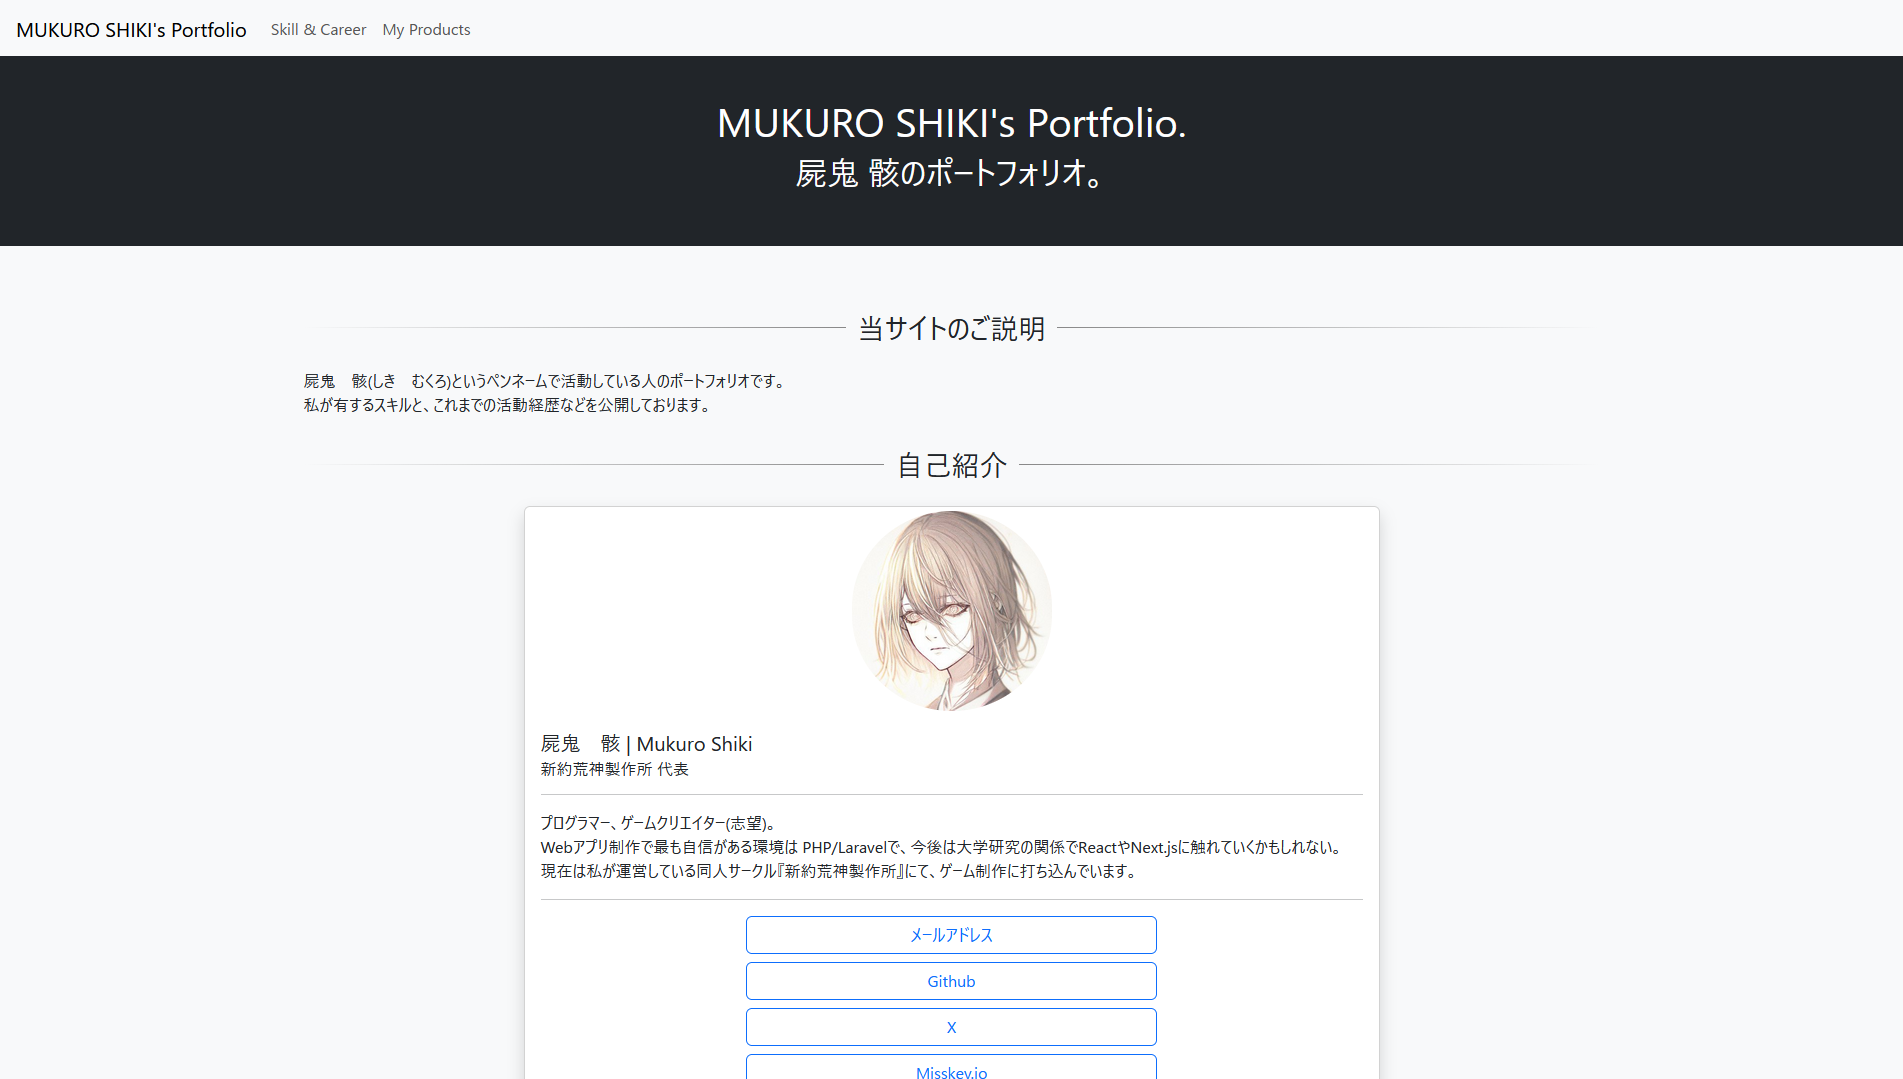 MUKURO SHIKI's Portfolio Skill & Career My Products
MUKURO SHIKI's Portfolio.
屍鬼 骸のポートフォリオ。
当サイトのご説明
屍鬼　骸(しき　むくろ)というペンネームで活動している人のポートフォリオです。
私が有するスキルと、これまでの活動経歴などを公開しております。
自己紹介
屍鬼　骸 | Mukuro Shiki
新約荒神製作所 代表
プログラマー、ゲームクリエイター(志望)。
Webアプリ制作で最も自信がある環境は PHP/Laravelで、今後は大学研究の関係でReactやNext.jsに触れていくかもしれない。
現在は私が運営している同人サークル『新約荒神製作所』にて、ゲーム制作に打ち込んでいます。
メールアドレス
Github
X
Misskey.io